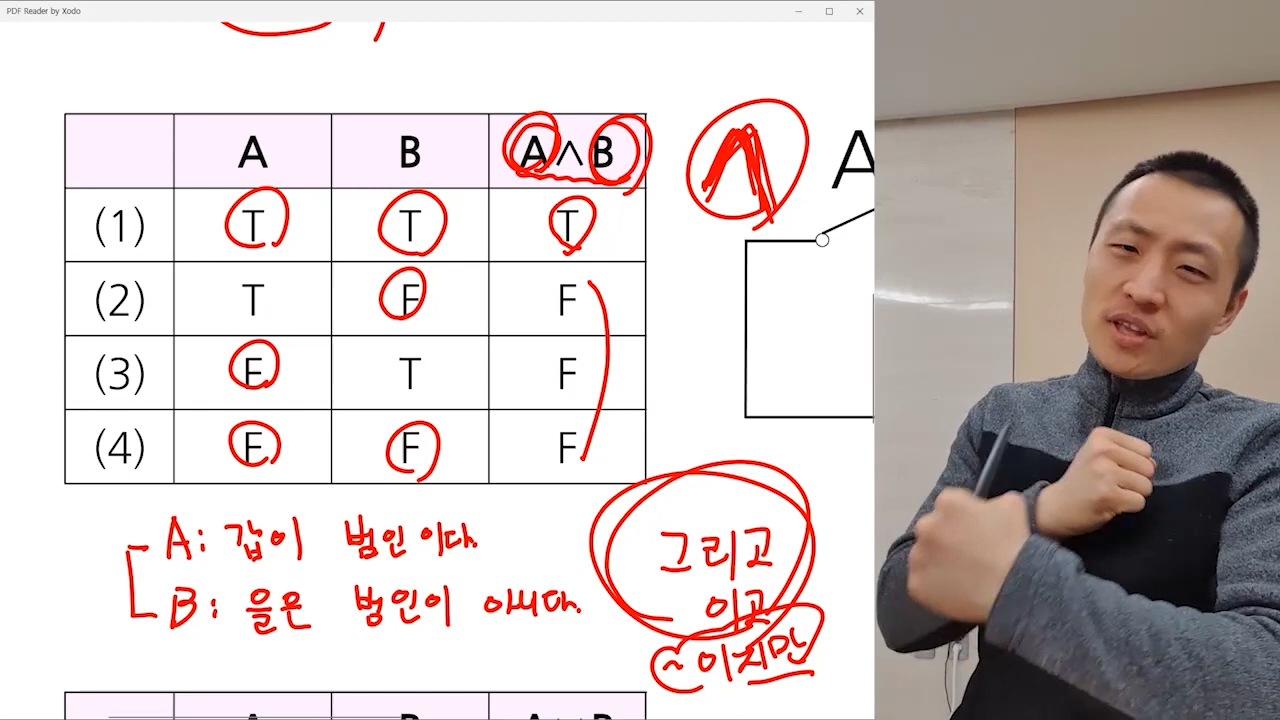 PDF Reader by Xodo
A B A∧B
∧ A
(1) T T T
(2) T F F
(3) F T F
(4) F F F
A: 갑이 범인이다.
B: 을은 범인이 아니다.
그리고
이고
~이지만